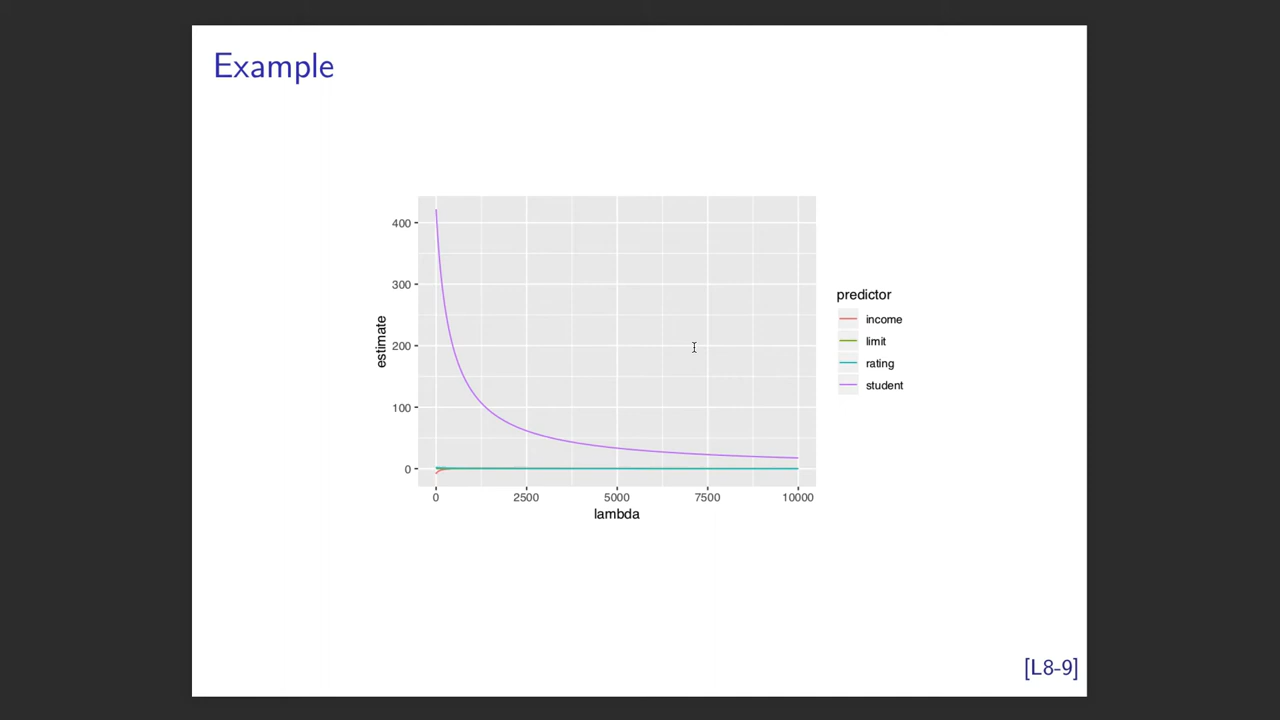 Example
400
300
200
100
0
estimate
0 2500 5000 7500 10000
lambda
predictor
income
limit
rating
student
[L8-9]